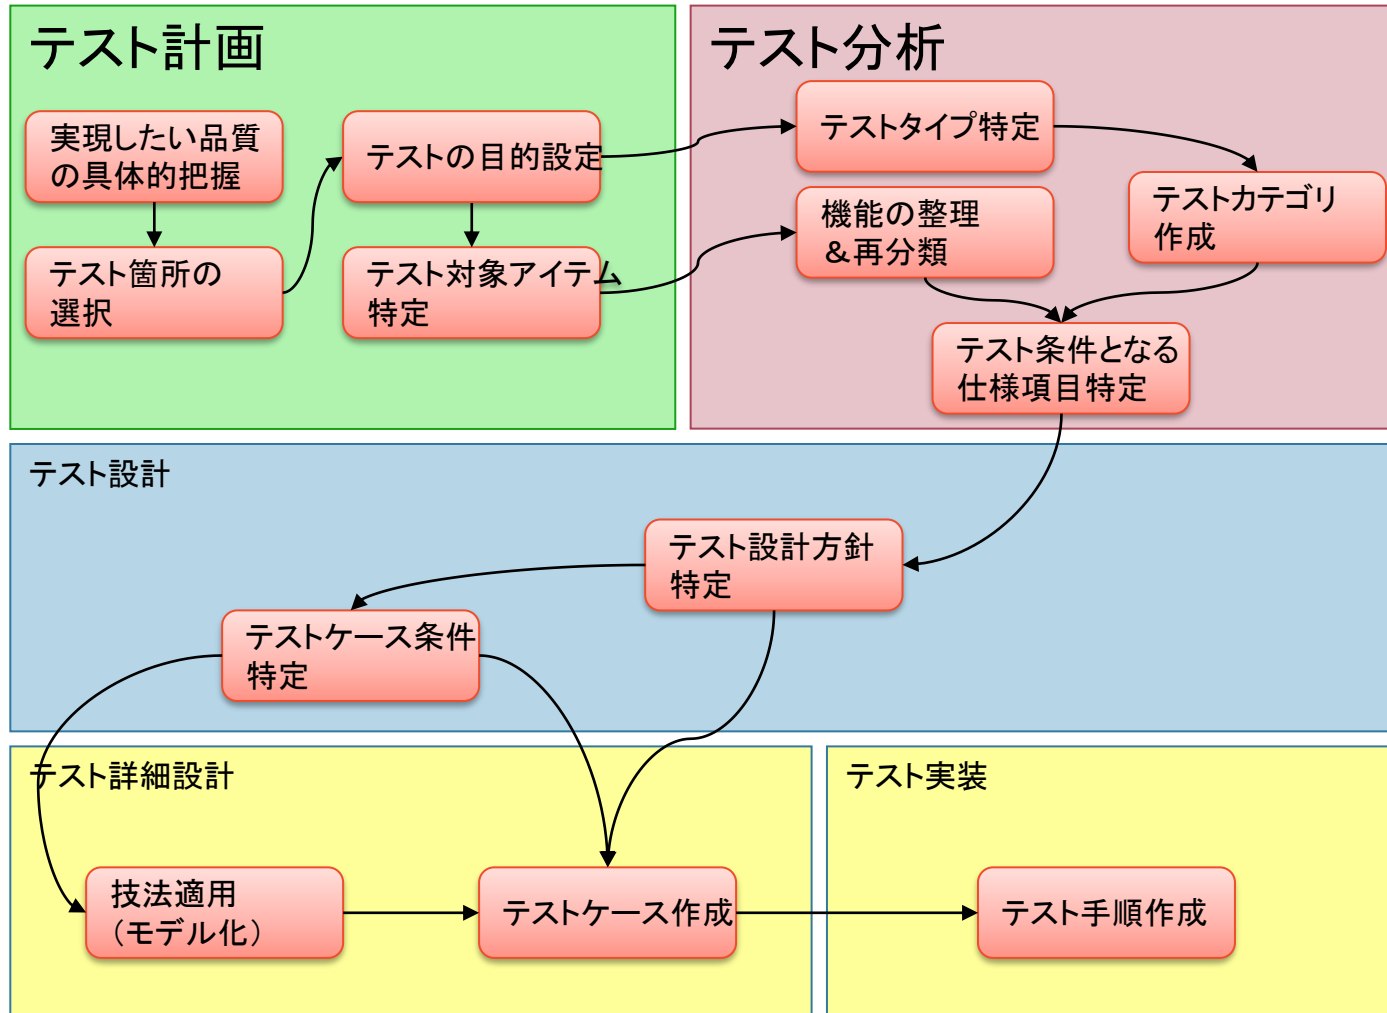 テスト計画
実現したい品質
の具体的把握
テスト箇所の
選択
テストの目的設定
テスト対象アイテム
特定
テスト分析
テストタイプ特定
機能の整理
＆再分類
テストカテゴリ
作成
テスト条件となる
仕様項目特定
テスト設計
テスト設計方針
特定
テストケース条件
特定
テスト詳細設計
技法適用
（モデル化）
テストケース作成
テスト実装
テスト手順作成